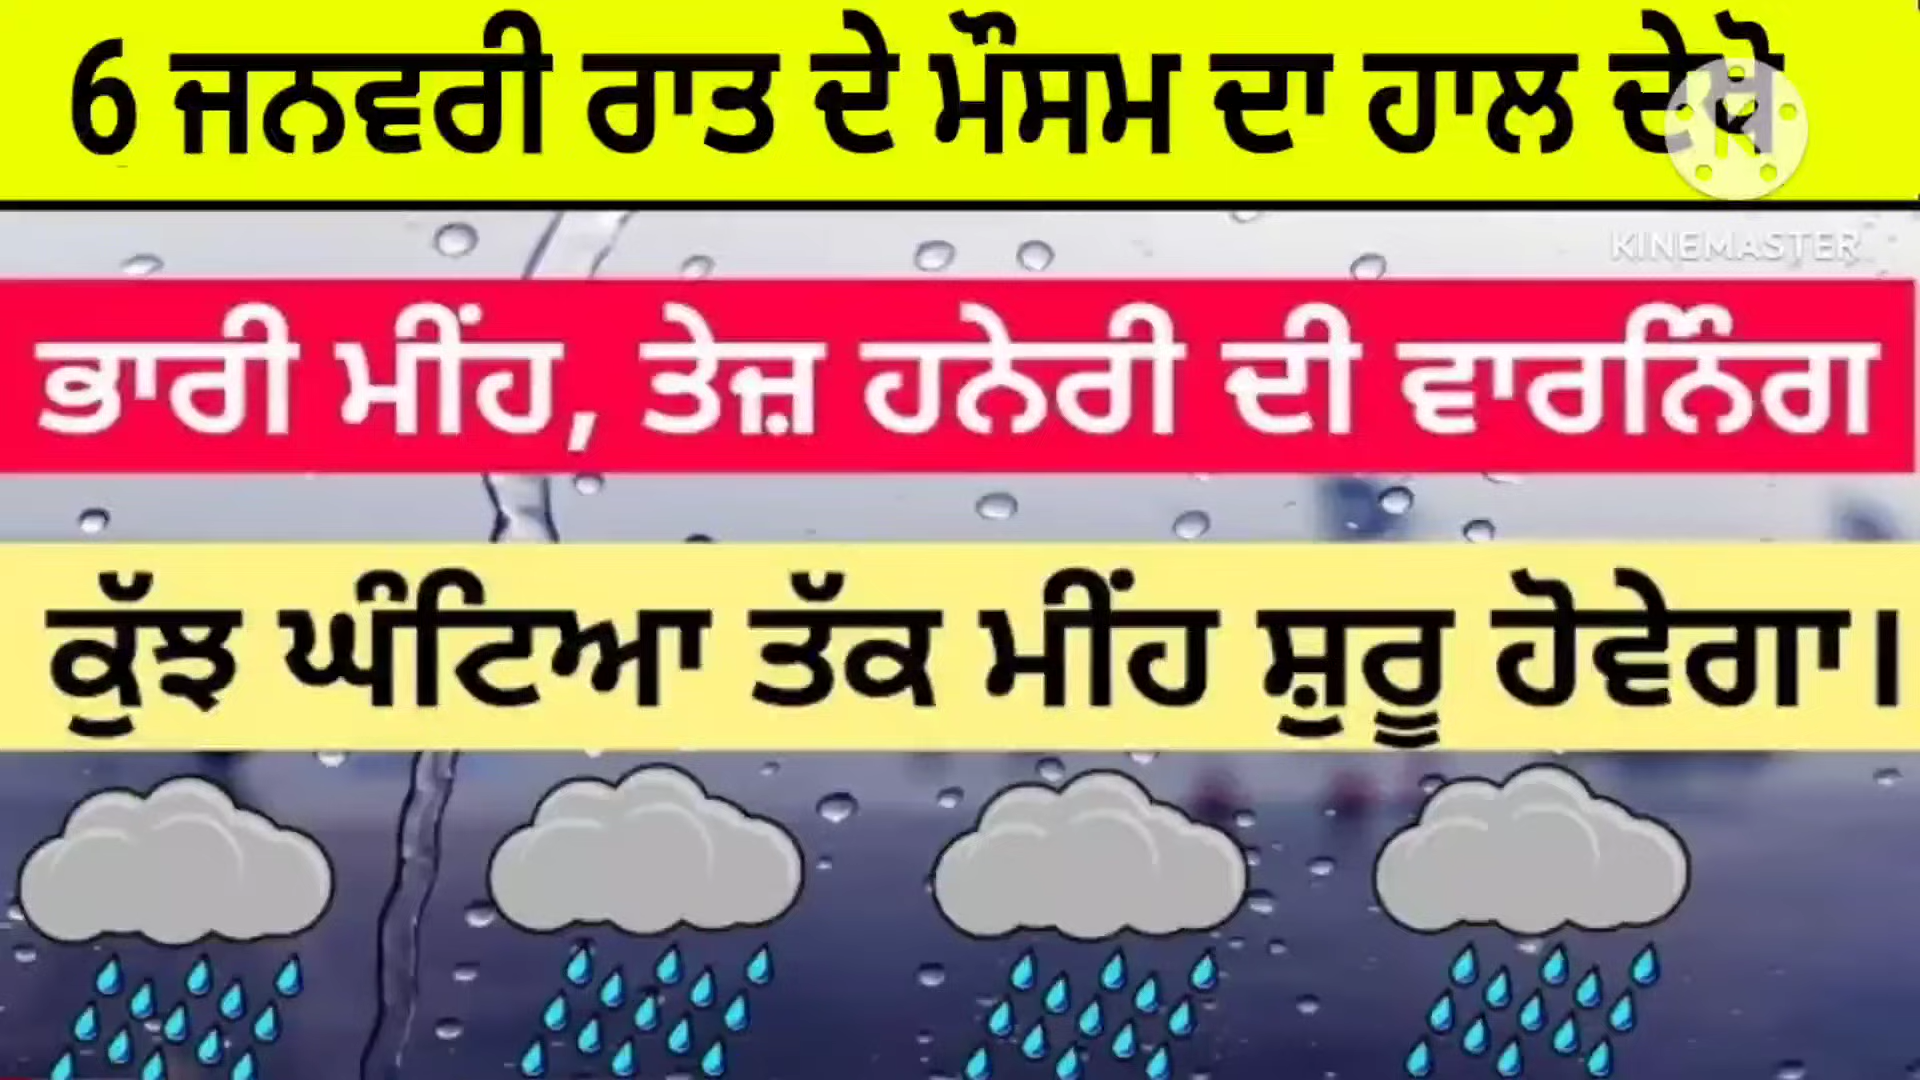 6 ਜਨਵਰੀ ਰਾਤ ਦੇ ਮੌਸਮ ਦਾ ਹਾਲ ਦੇਖੋ
KINEMASTER
ਭਾਰੀ ਮੀਂਹ, ਤੇਜ਼ ਹਨੇਰੀ ਦੀ ਵਾਰਨਿੰਗ
ਕੁੱਝ ਘੰਟਿਆ ਤੱਕ ਮੀਂਹ ਸ਼ੁਰੂ ਹੋਵੇਗਾ।